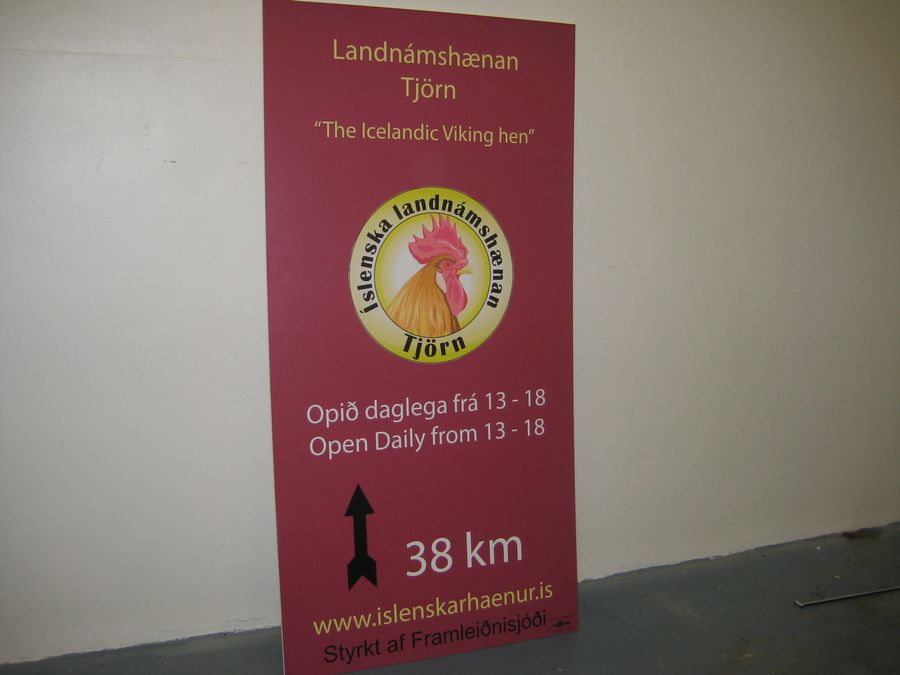 Landnámshænan
Tjörn
“The Icelandic Viking hen”
íslenska landnámshænan
Tjörn
Opið daglega frá 13 - 18
Open Daily from 13 - 18
38 km
www.islenskarhaenur.is
Styrkt af Framleiðnisjóði